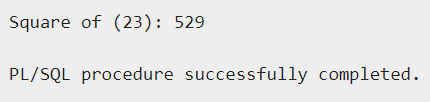 Square of (23): 529
PL/SQL procedure successfully completed.